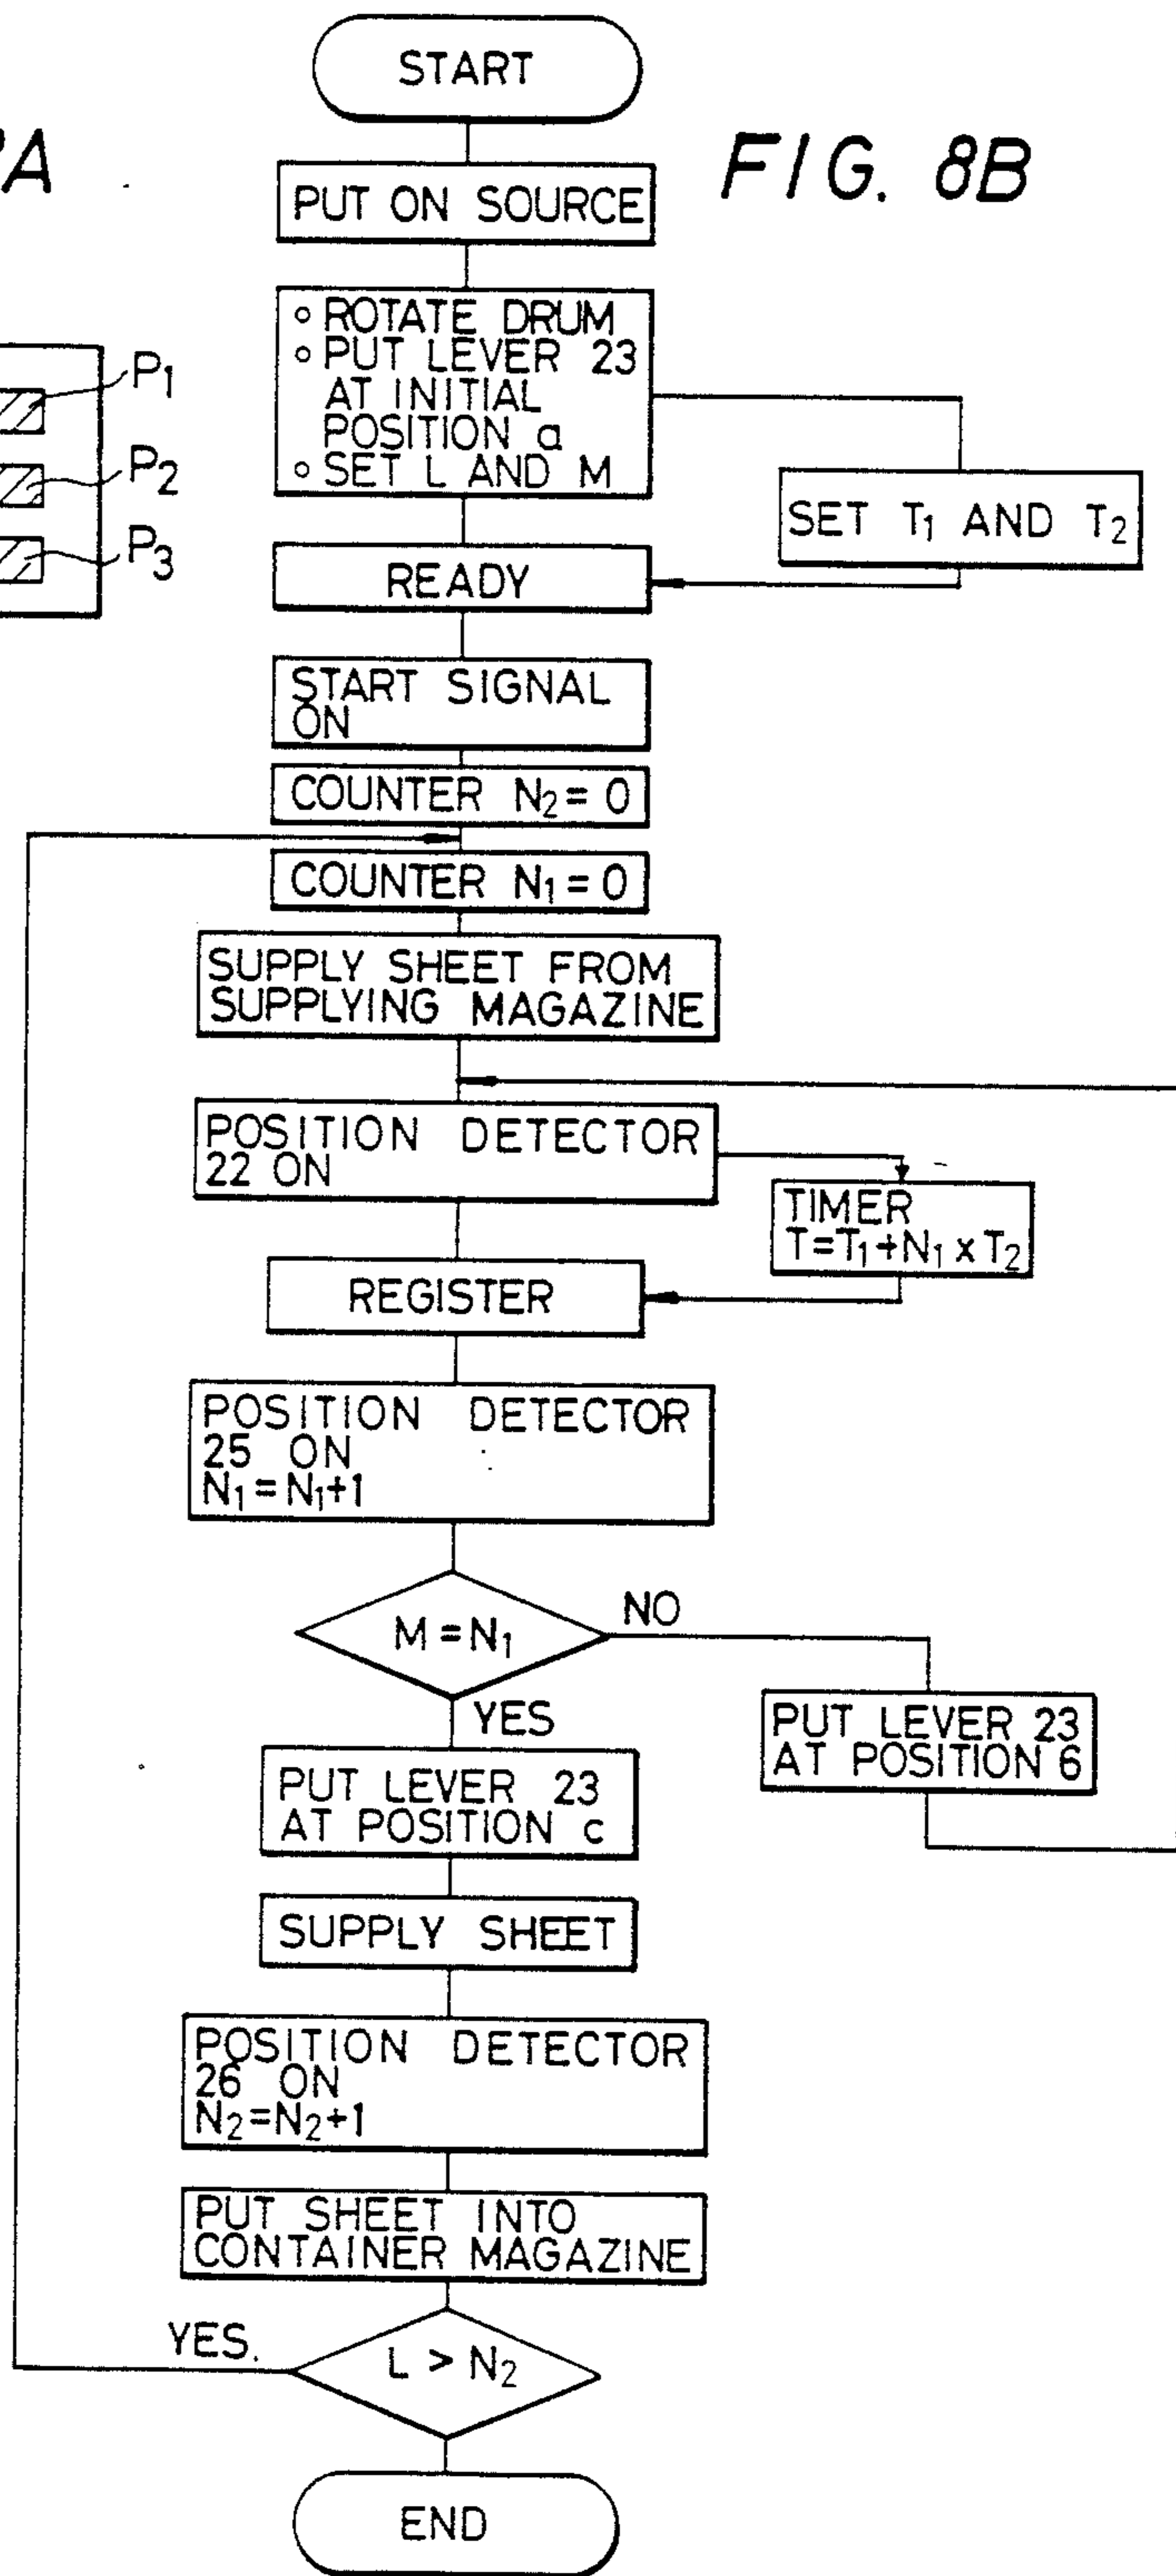 START
FIG. 8B
A
PUT ON SOURCE
○ ROTATE DRUM
○ PUT LEVER 23
AT INITIAL
POSITION a
○ SET L AND M
P₁
P₂
P₃
SET T₁ AND T₂
READY
START SIGNAL
ON
COUNTER N₂ = 0
COUNTER N₁ = 0
SUPPLY SHEET FROM
SUPPLYING MAGAZINE
POSITION DETECTOR
22 ON
TIMER
T=T₁+N₁ x T₂
REGISTER
POSITION DETECTOR
25 ON
N₁=N₁+1
M = N₁
NO
YES
PUT LEVER 23
AT POSITION 6
PUT LEVER 23
AT POSITION c
SUPPLY SHEET
POSITION DETECTOR
26 ON
N₂=N₂+1
PUT SHEET INTO
CONTAINER MAGAZINE
YES.
L > N₂
END